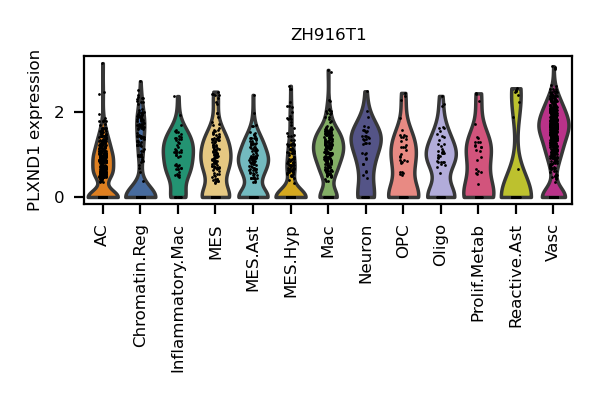 ZH916T1
PLXND1 expression
2
0
AC
Chromatin.Reg
Inflammatory.Mac
MES
MES.Ast
MES.Hyp
Mac
Neuron
OPC
Oligo
Prolif.Metab
Reactive.Ast
Vasc